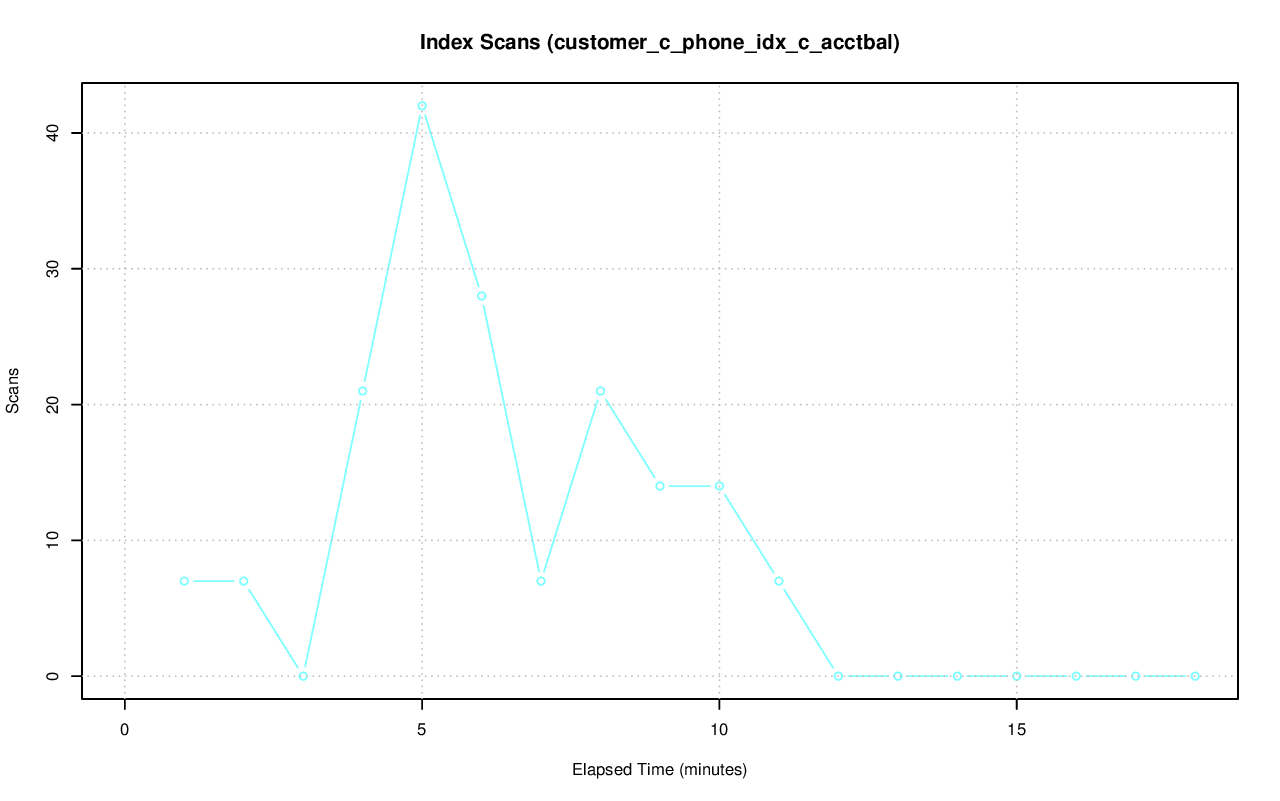 Index Scans (customer_c_phone_idx_c_acctbal)
40
30
20
10
0
Scans
0 5 10 15
Elapsed Time (minutes)